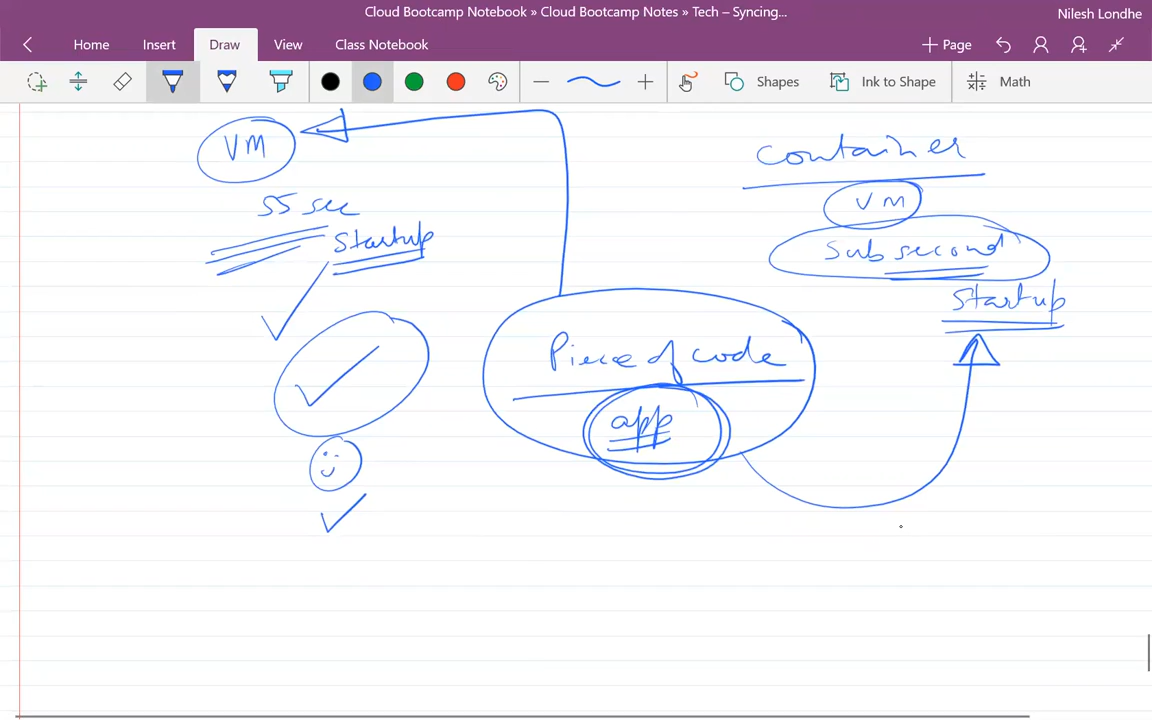 Cloud Bootcamp Notebook » Cloud Bootcamp Notes » Tech – Syncing...
Nilesh Londhe
Home Insert Draw View Class Notebook
Page
Shapes Ink to Shape Math
VM
55 sec
Startup
container
VM
Sub second
Startup
Piece of code
app